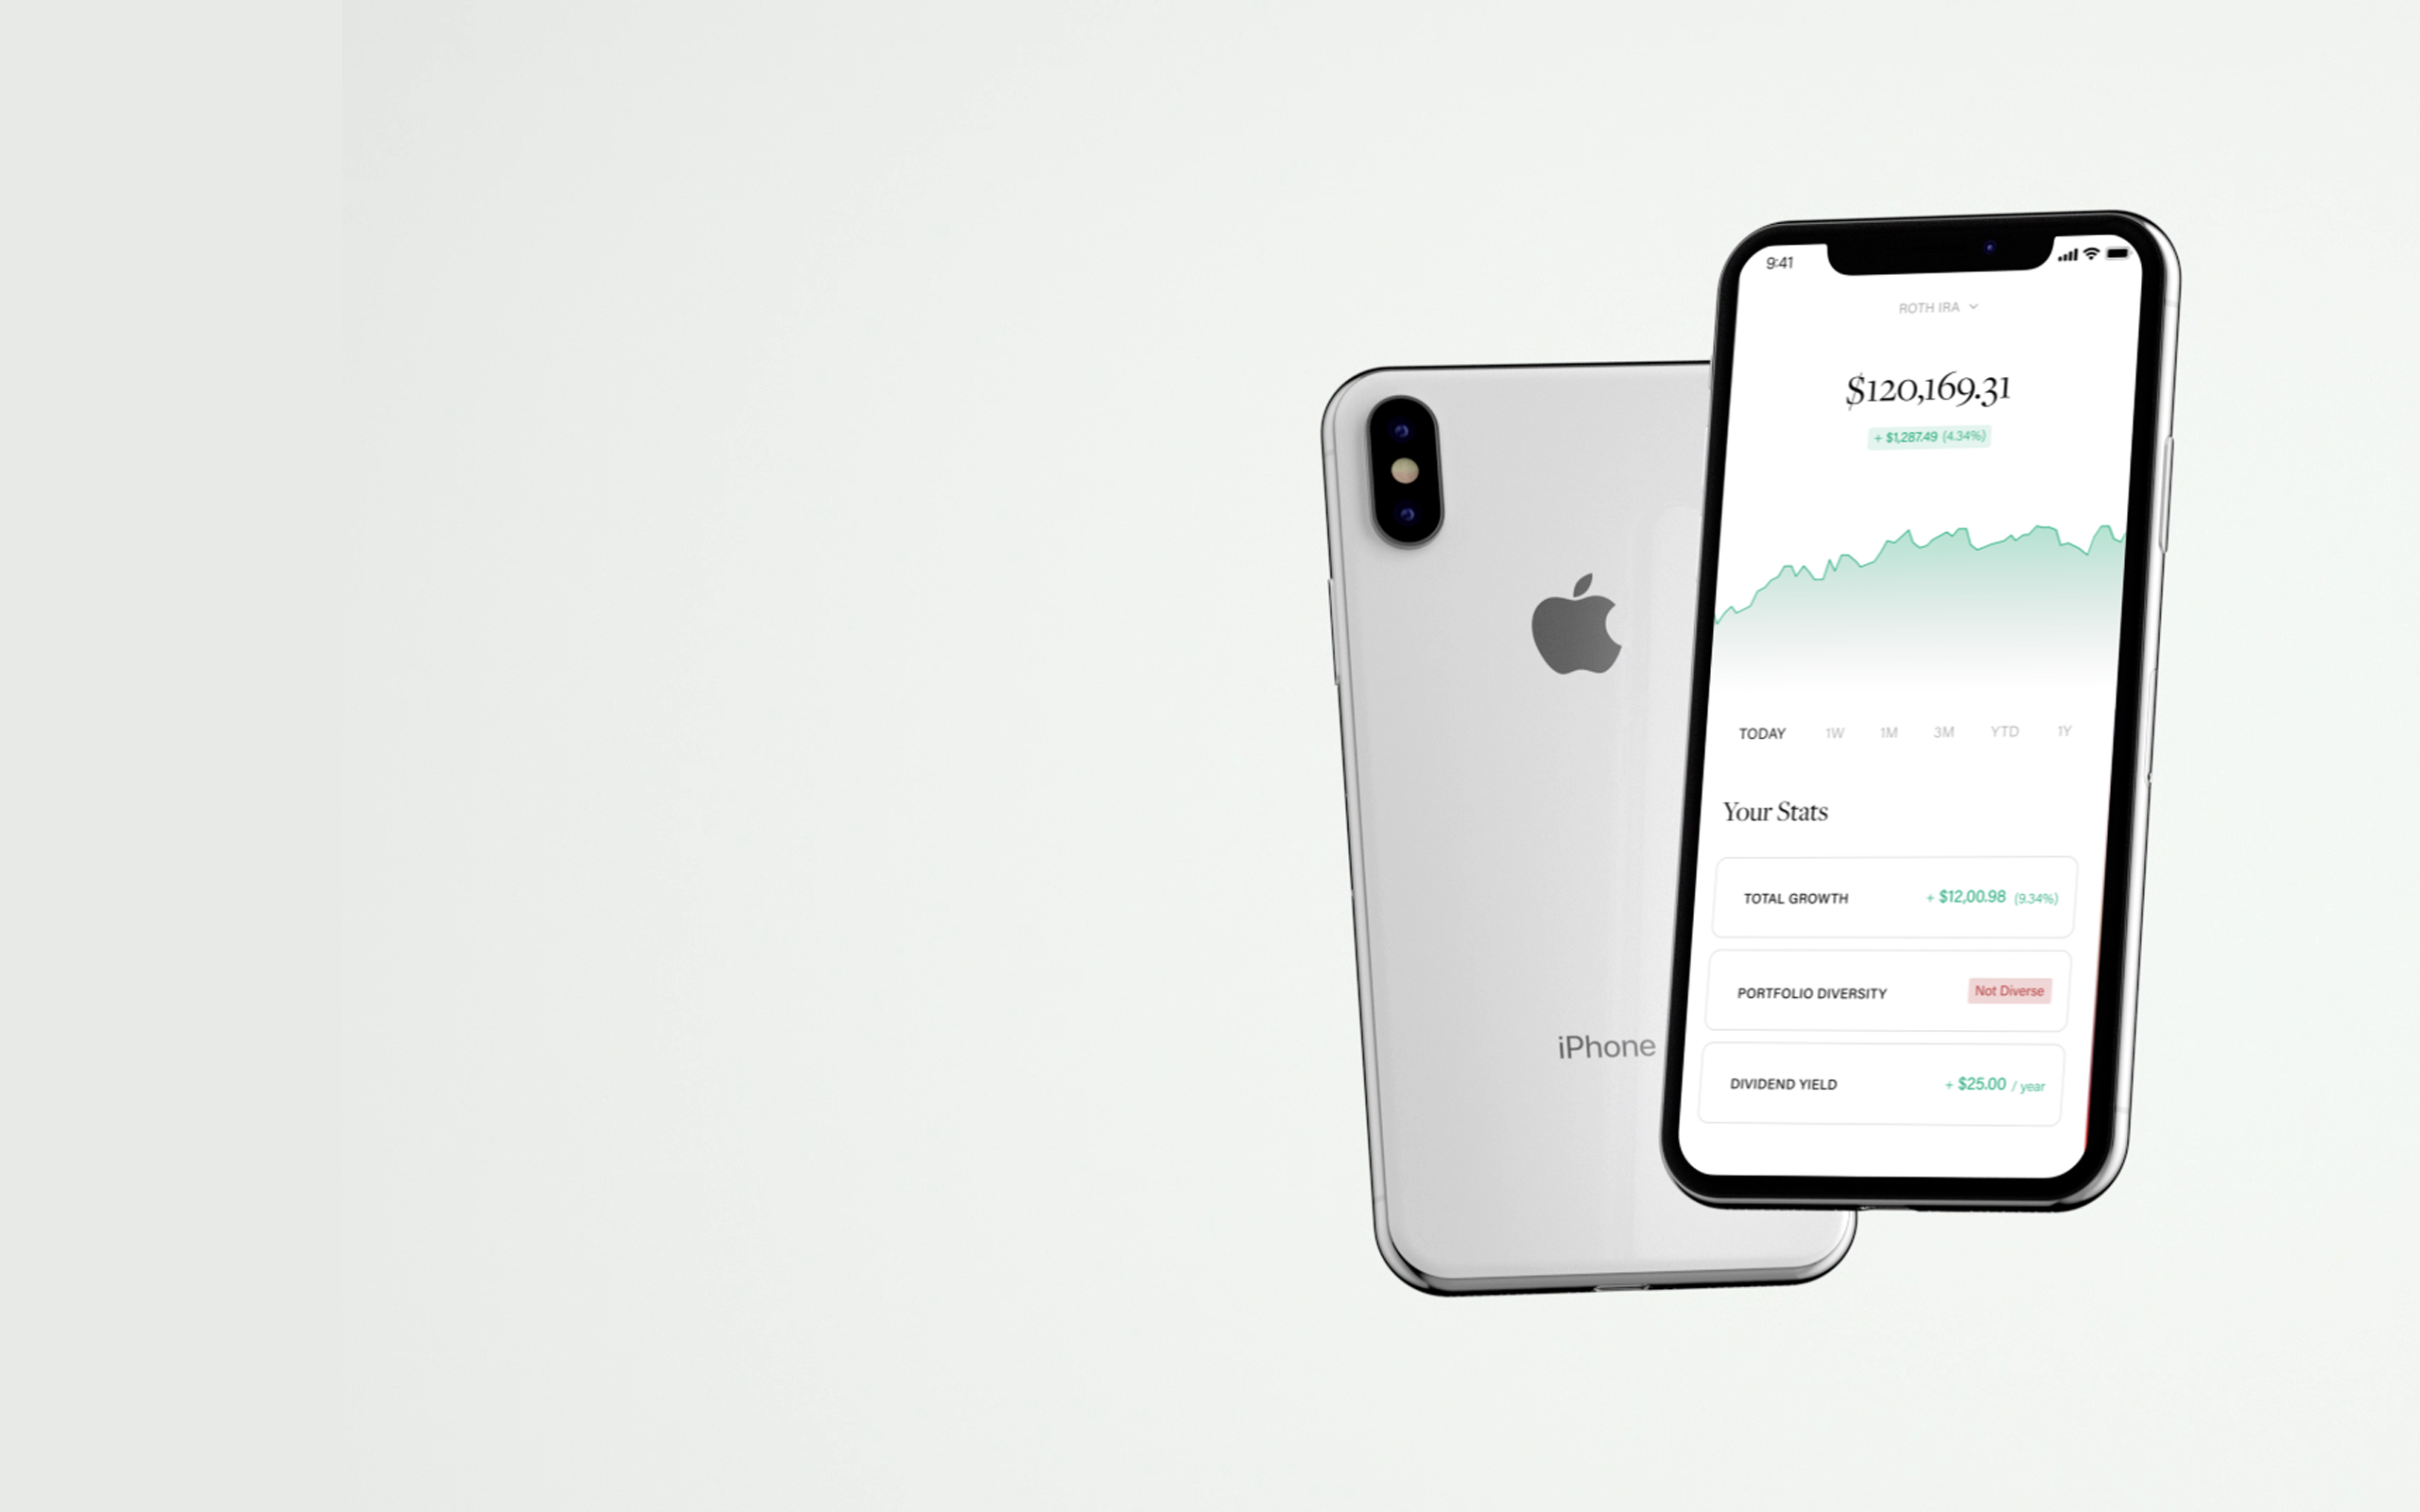 9:41
ROTH IRA
$120,169.31
+ $1,287.49 (4.34%)
TODAY 1W 1M 3M YTD 1Y
Your Stats
TOTAL GROWTH + $12,00.98 (9.34%)
PORTFOLIO DIVERSITY Not Diverse
DIVIDEND YIELD + $25.00 / year
iPhone